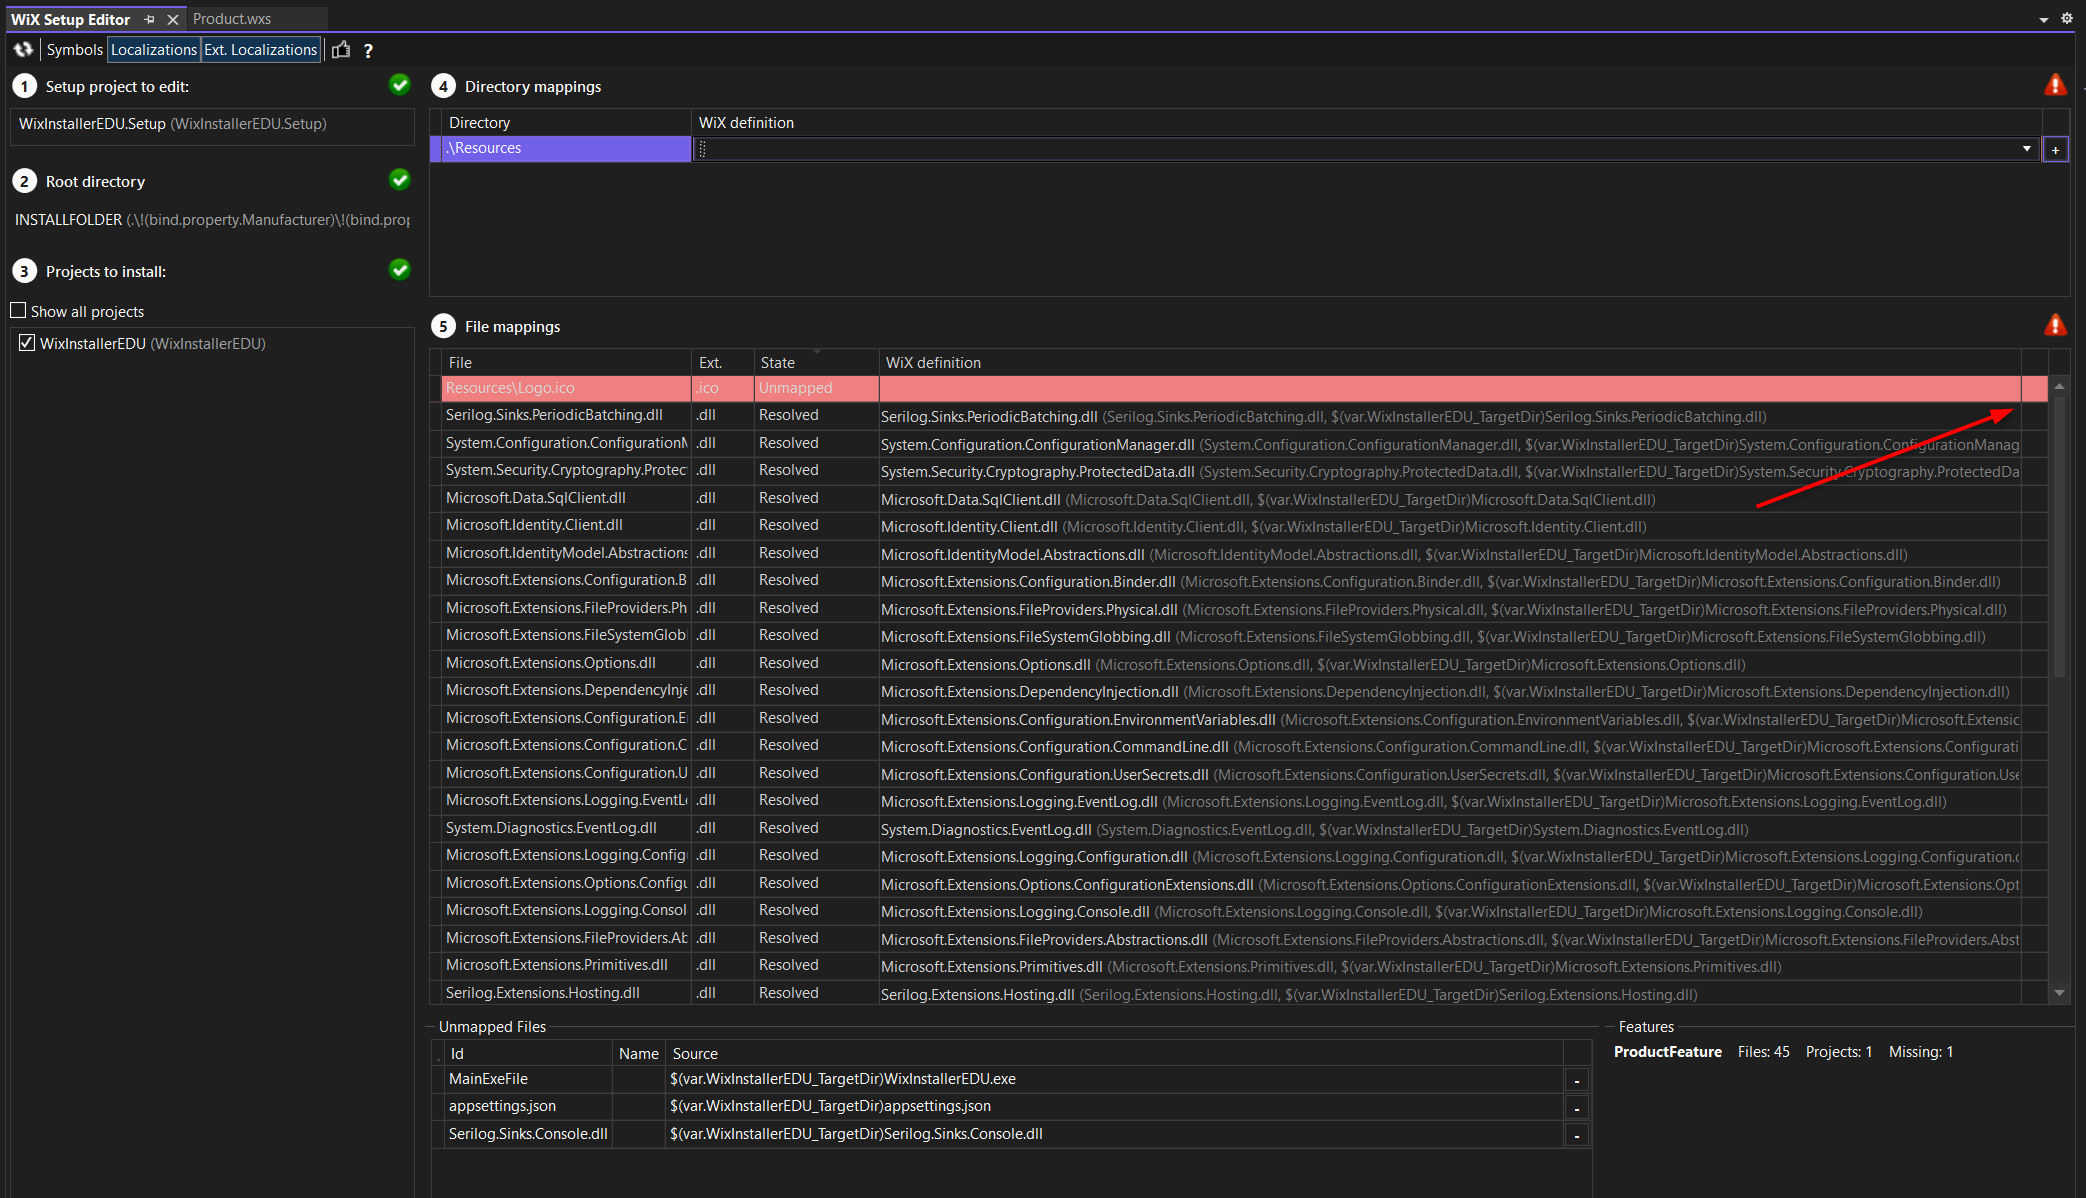 WiX Setup Editor
Product.wxs
Symbols Localizations Ext. Localizations ?
1 Setup project to edit:
WixInstallerEDU.Setup (WixInstallerEDU.Setup)
2 Root directory
INSTALLFOLDER (.\!(bind.property.Manufacturer)\!(bind.prop
3 Projects to install:
Show all projects
WixInstallerEDU (WixInstallerEDU)
4 Directory mappings
Directory WiX definition
.\Resources +
5 File mappings
File Ext. State WiX definition
Resources\Logo.ico .ico Unmapped
Serilog.Sinks.PeriodicBatching.dll .dll Resolved Serilog.Sinks.PeriodicBatching.dll (Serilog.Sinks.PeriodicBatching.dll, $(var.WixInstallerEDU_TargetDir)Serilog.Sinks.PeriodicBatching.dll)
System.Configuration.ConfigurationM .dll Resolved System.Configuration.ConfigurationManager.dll (System.Configuration.ConfigurationManager.dll, $(var.WixInstallerEDU_TargetDir)System.Configuration.ConfigurationManag
System.Security.Cryptography.Protec .dll Resolved System.Security.Cryptography.ProtectedData.dll (System.Security.Cryptography.ProtectedData.dll, $(var.WixInstallerEDU_TargetDir)System.Security.Cryptography.ProtectedDa
Microsoft.Data.SqlClient.dll .dll Resolved Microsoft.Data.SqlClient.dll (Microsoft.Data.SqlClient.dll, $(var.WixInstallerEDU_TargetDir)Microsoft.Data.SqlClient.dll)
Microsoft.Identity.Client.dll .dll Resolved Microsoft.Identity.Client.dll (Microsoft.Identity.Client.dll, $(var.WixInstallerEDU_TargetDir)Microsoft.Identity.Client.dll)
Microsoft.IdentityModel.Abstractions .dll Resolved Microsoft.IdentityModel.Abstractions.dll (Microsoft.IdentityModel.Abstractions.dll, $(var.WixInstallerEDU_TargetDir)Microsoft.IdentityModel.Abstractions.dll)
Microsoft.Extensions.Configuration.B .dll Resolved Microsoft.Extensions.Configuration.Binder.dll (Microsoft.Extensions.Configuration.Binder.dll, $(var.WixInstallerEDU_TargetDir)Microsoft.Extensions.Configuration.Binder.dll)
Microsoft.Extensions.FileProviders.Ph .dll Resolved Microsoft.Extensions.FileProviders.Physical.dll (Microsoft.Extensions.FileProviders.Physical.dll, $(var.WixInstallerEDU_TargetDir)Microsoft.Extensions.FileProviders.Physical.dll)
Microsoft.Extensions.FileSystemGlob .dll Resolved Microsoft.Extensions.FileSystemGlobbing.dll (Microsoft.Extensions.FileSystemGlobbing.dll, $(var.WixInstallerEDU_TargetDir)Microsoft.Extensions.FileSystemGlobbing.dll)
Microsoft.Extensions.Options.dll .dll Resolved Microsoft.Extensions.Options.dll (Microsoft.Extensions.Options.dll, $(var.WixInstallerEDU_TargetDir)Microsoft.Extensions.Options.dll)
Microsoft.Extensions.DependencyInje .dll Resolved Microsoft.Extensions.DependencyInjection.dll (Microsoft.Extensions.DependencyInjection.dll, $(var.WixInstallerEDU_TargetDir)Microsoft.Extensions.DependencyInjection.dll)
Microsoft.Extensions.Configuration.E .dll Resolved Microsoft.Extensions.Configuration.EnvironmentVariables.dll (Microsoft.Extensions.Configuration.EnvironmentVariables.dll, $(var.WixInstallerEDU_TargetDir)Microsoft.Extensic
Microsoft.Extensions.Configuration.C .dll Resolved Microsoft.Extensions.Configuration.CommandLine.dll (Microsoft.Extensions.Configuration.CommandLine.dll, $(var.WixInstallerEDU_TargetDir)Microsoft.Extensions.Configurati
Microsoft.Extensions.Configuration.U .dll Resolved Microsoft.Extensions.Configuration.UserSecrets.dll (Microsoft.Extensions.Configuration.UserSecrets.dll, $(var.WixInstallerEDU_TargetDir)Microsoft.Extensions.Configuration.Use
Microsoft.Extensions.Logging.EventL .dll Resolved Microsoft.Extensions.Logging.EventLog.dll (Microsoft.Extensions.Logging.EventLog.dll, $(var.WixInstallerEDU_TargetDir)Microsoft.Extensions.Logging.EventLog.dll)
System.Diagnostics.EventLog.dll .dll Resolved System.Diagnostics.EventLog.dll (System.Diagnostics.EventLog.dll, $(var.WixInstallerEDU_TargetDir)System.Diagnostics.EventLog.dll)
Microsoft.Extensions.Logging.Config .dll Resolved Microsoft.Extensions.Logging.Configuration.dll (Microsoft.Extensions.Logging.Configuration.dll, $(var.WixInstallerEDU_TargetDir)Microsoft.Extensions.Logging.Configuration.c
Microsoft.Extensions.Options.Configu .dll Resolved Microsoft.Extensions.Options.ConfigurationExtensions.dll (Microsoft.Extensions.Options.ConfigurationExtensions.dll, $(var.WixInstallerEDU_TargetDir)Microsoft.Extensions.Opt
Microsoft.Extensions.Logging.Consol .dll Resolved Microsoft.Extensions.Logging.Console.dll (Microsoft.Extensions.Logging.Console.dll, $(var.WixInstallerEDU_TargetDir)Microsoft.Extensions.Logging.Console.dll)
Microsoft.Extensions.FileProviders.Ab .dll Resolved Microsoft.Extensions.FileProviders.Abstractions.dll (Microsoft.Extensions.FileProviders.Abstractions.dll, $(var.WixInstallerEDU_TargetDir)Microsoft.Extensions.FileProviders.Abst
Microsoft.Extensions.Primitives.dll .dll Resolved Microsoft.Extensions.Primitives.dll (Microsoft.Extensions.Primitives.dll, $(var.WixInstallerEDU_TargetDir)Microsoft.Extensions.Primitives.dll)
Serilog.Extensions.Hosting.dll .dll Resolved Serilog.Extensions.Hosting.dll (Serilog.Extensions.Hosting.dll, $(var.WixInstallerEDU_TargetDir)Serilog.Extensions.Hosting.dll)
Unmapped Files
Id Name Source
MainExeFile $(var.WixInstallerEDU_TargetDir)WixInstallerEDU.exe -
appsettings.json $(var.WixInstallerEDU_TargetDir)appsettings.json -
Serilog.Sinks.Console.dll $(var.WixInstallerEDU_TargetDir)Serilog.Sinks.Console.dll -
Features
ProductFeature Files: 45 Projects: 1 Missing: 1